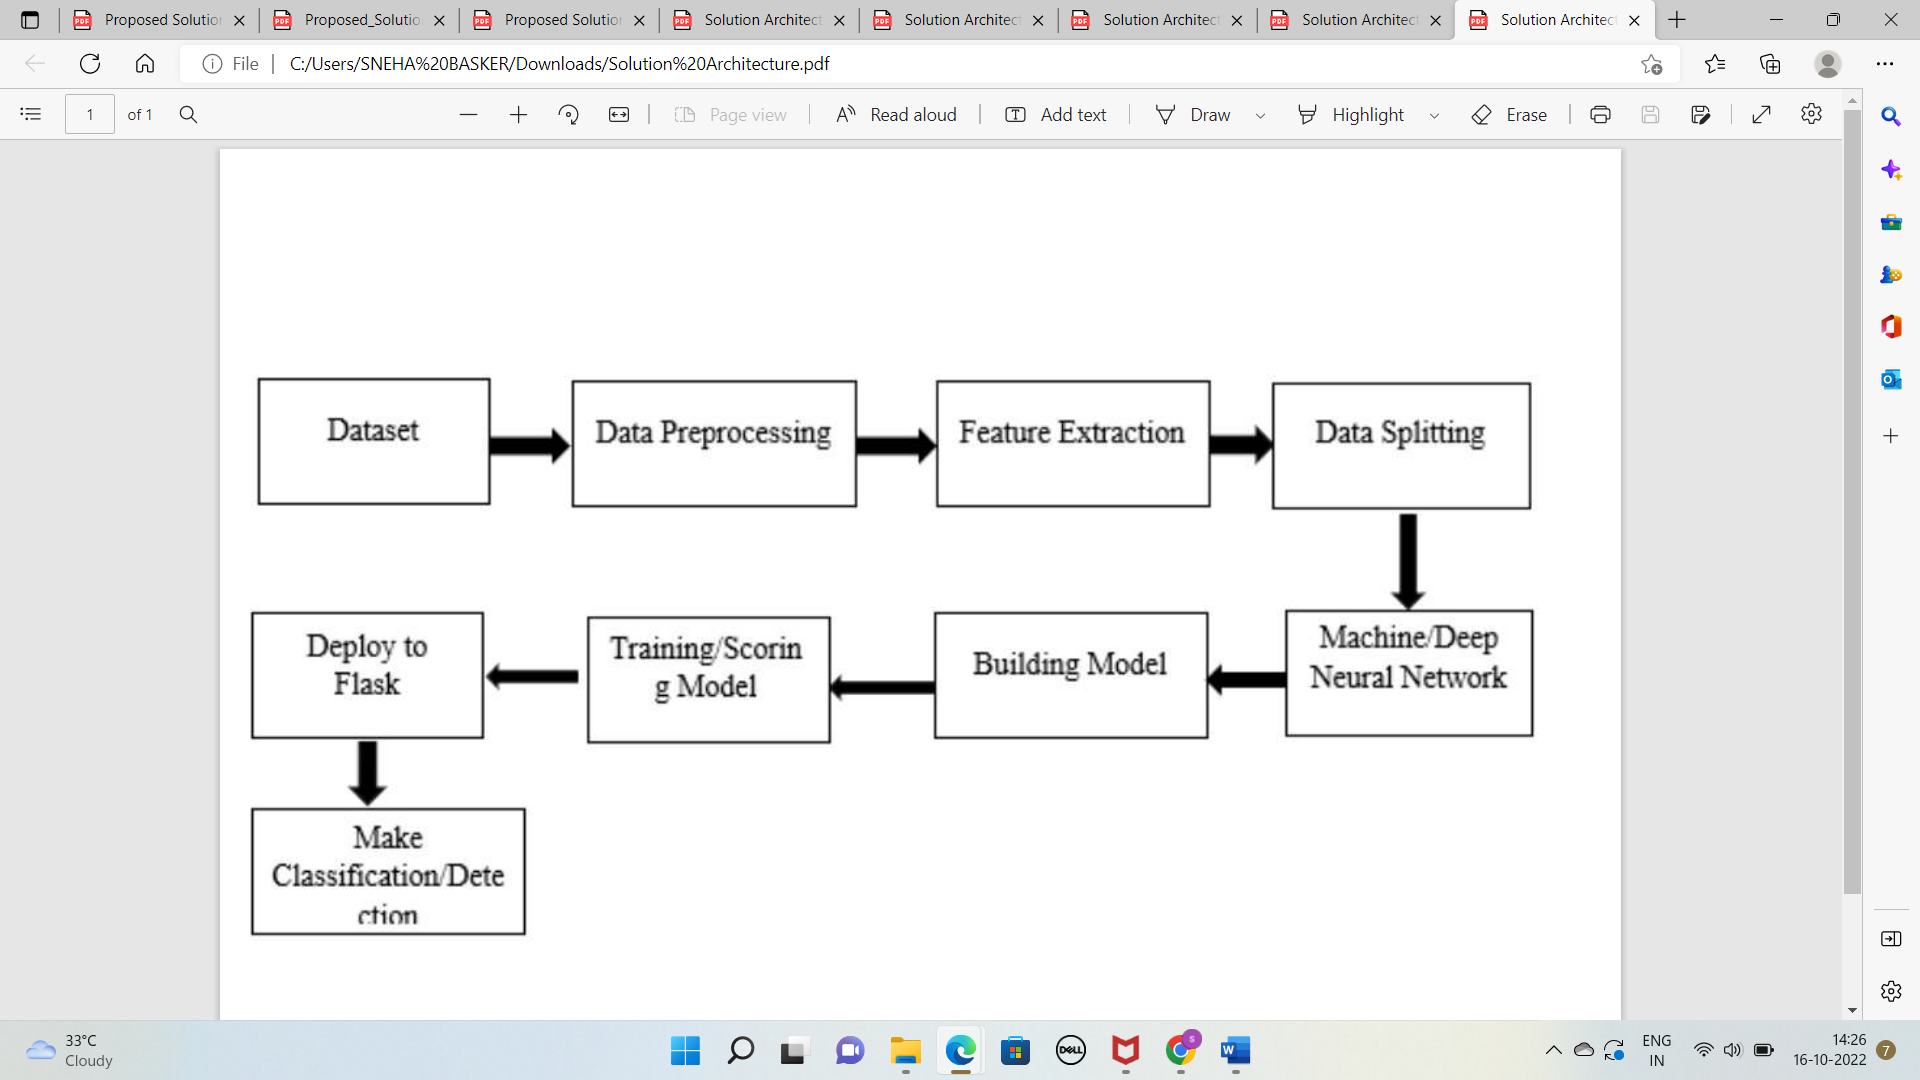 Proposed Solution
Proposed_Solutio
Proposed Solution
Solution Architect
Solution Architect
Solution Architect
Solution Architect
Solution Architect
File
C:/Users/SNEHA%20BASKER/Downloads/Solution%20Architecture.pdf
1
of 1
Page view
Read aloud
Add text
Draw
Highlight
Erase
Dataset
Data Preprocessing
Feature Extraction
Data Splitting
Deploy to
Flask
Training/Scorin
g Model
Building Model
Machine/Deep
Neural Network
Make
Classification/Dete
ction
33°C
Cloudy
DELL
S
W
ENG
IN
14:26
16-10-2022
7